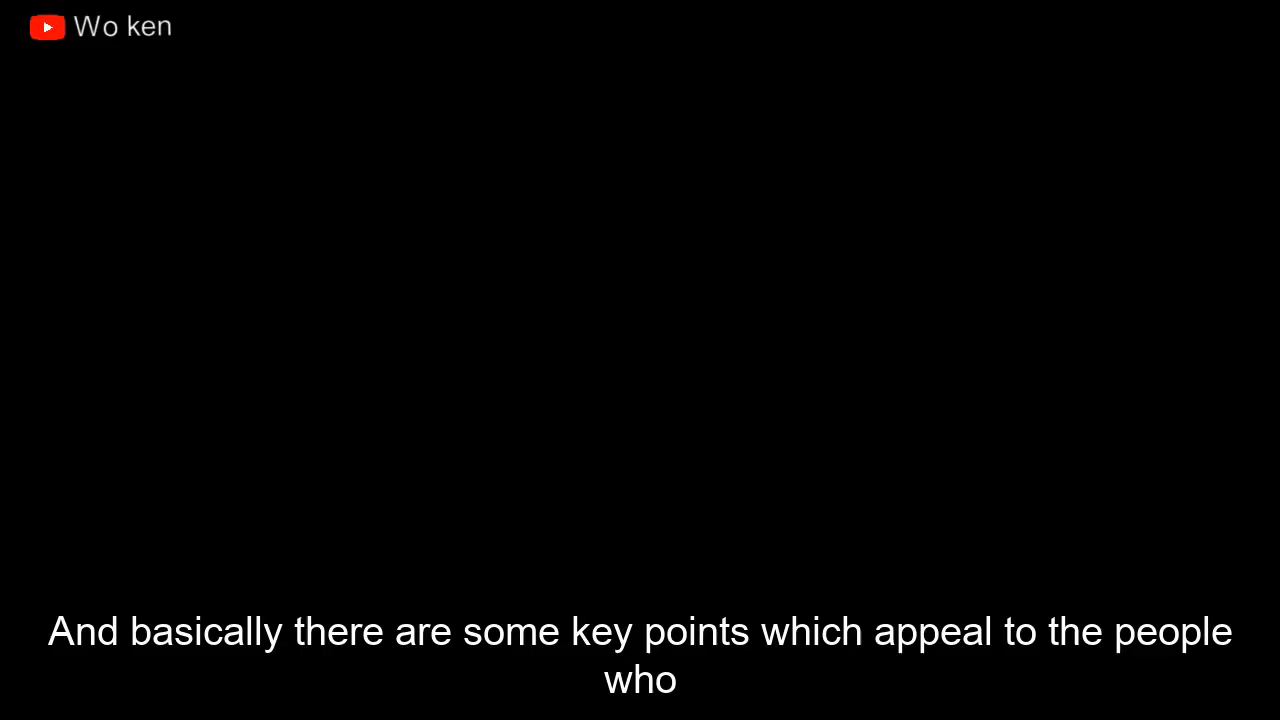 Wo ken
And basically there are some key points which appeal to the people
who